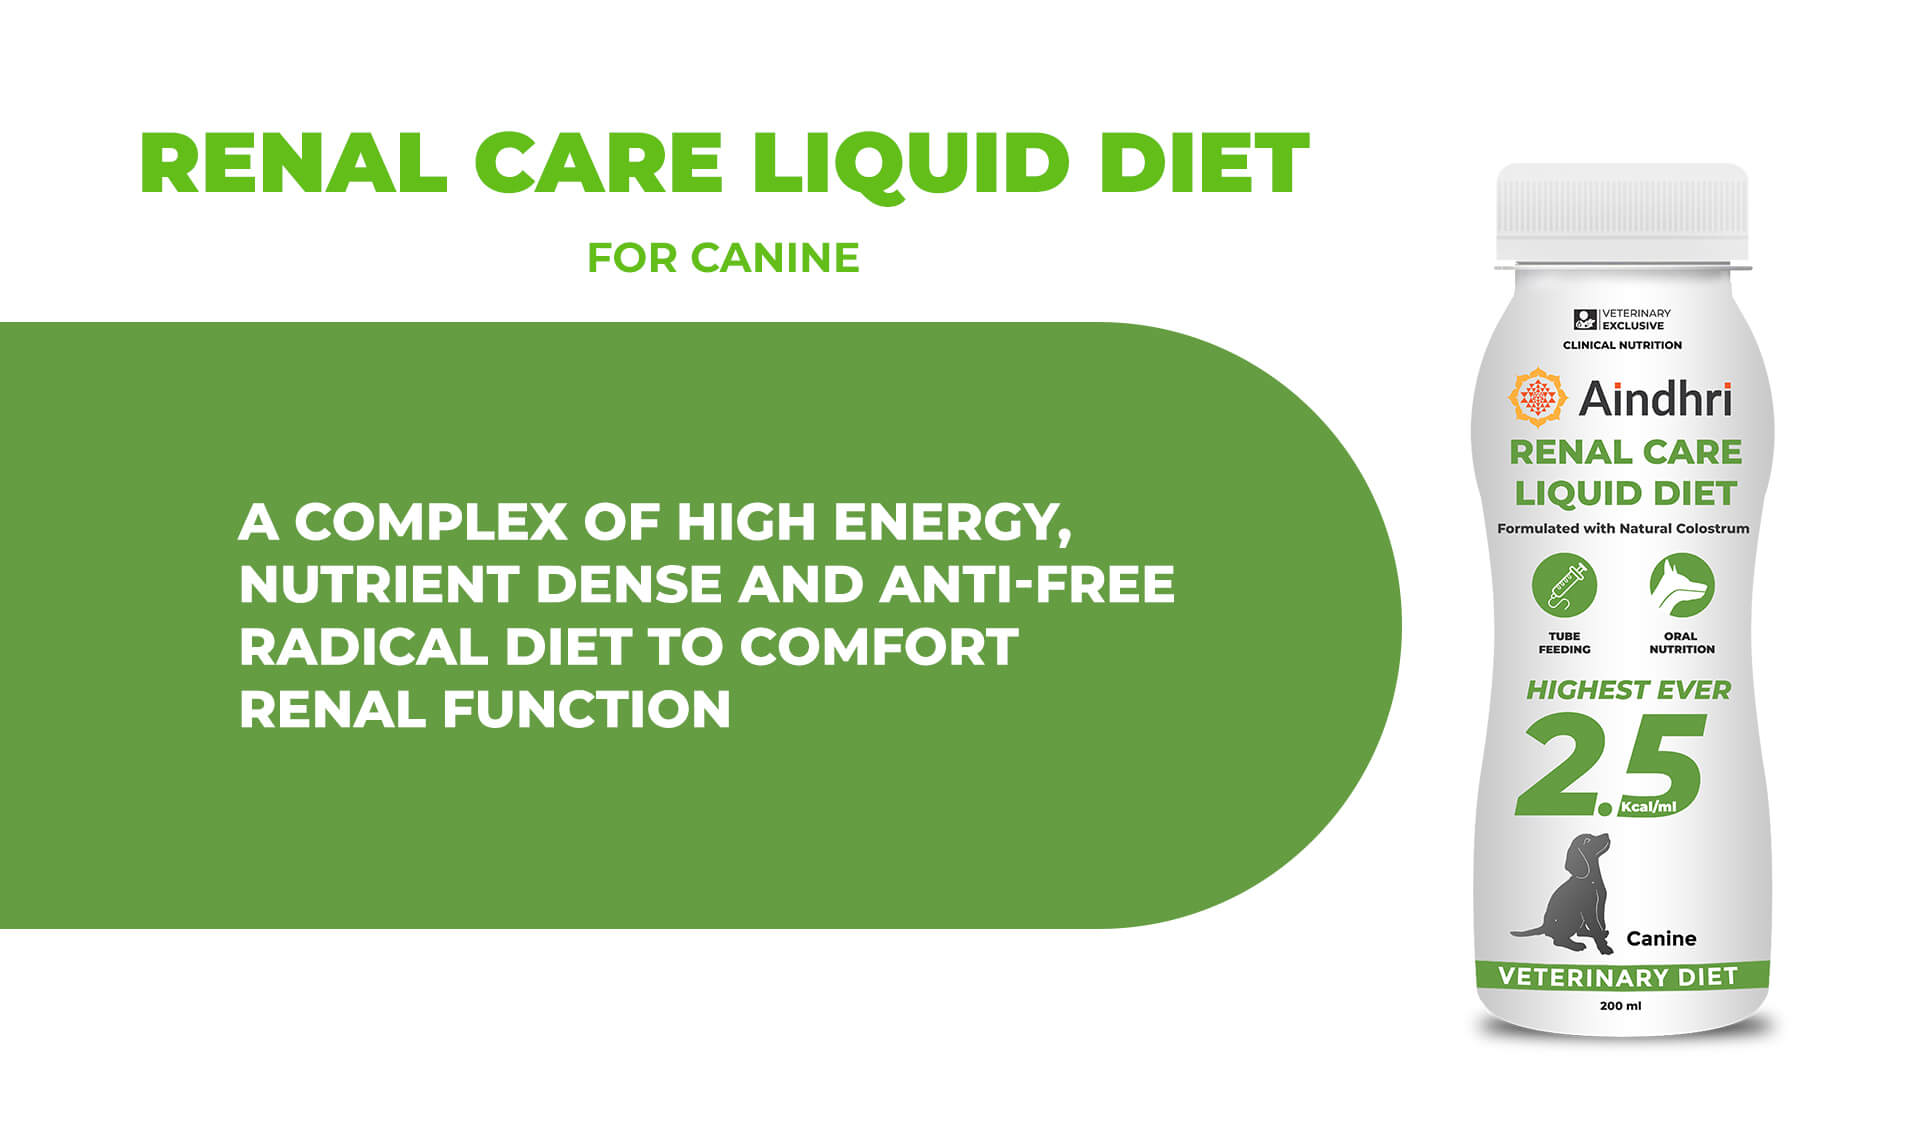 RENAL CARE LIQUID DIET
FOR CANINE
A COMPLEX OF HIGH ENERGY,
NUTRIENT DENSE AND ANTI-FREE
RADICAL DIET TO COMFORT
RENAL FUNCTION
VETERINARY
EXCLUSIVE
CLINICAL NUTRITION
Aindhri
RENAL CARE
LIQUID DIET
Formulated with Natural Colostrum
TUBE
FEEDING
ORAL
NUTRITION
HIGHEST EVER
2.5
Kcal/ml
Canine
VETERINARY DIET
200 ml